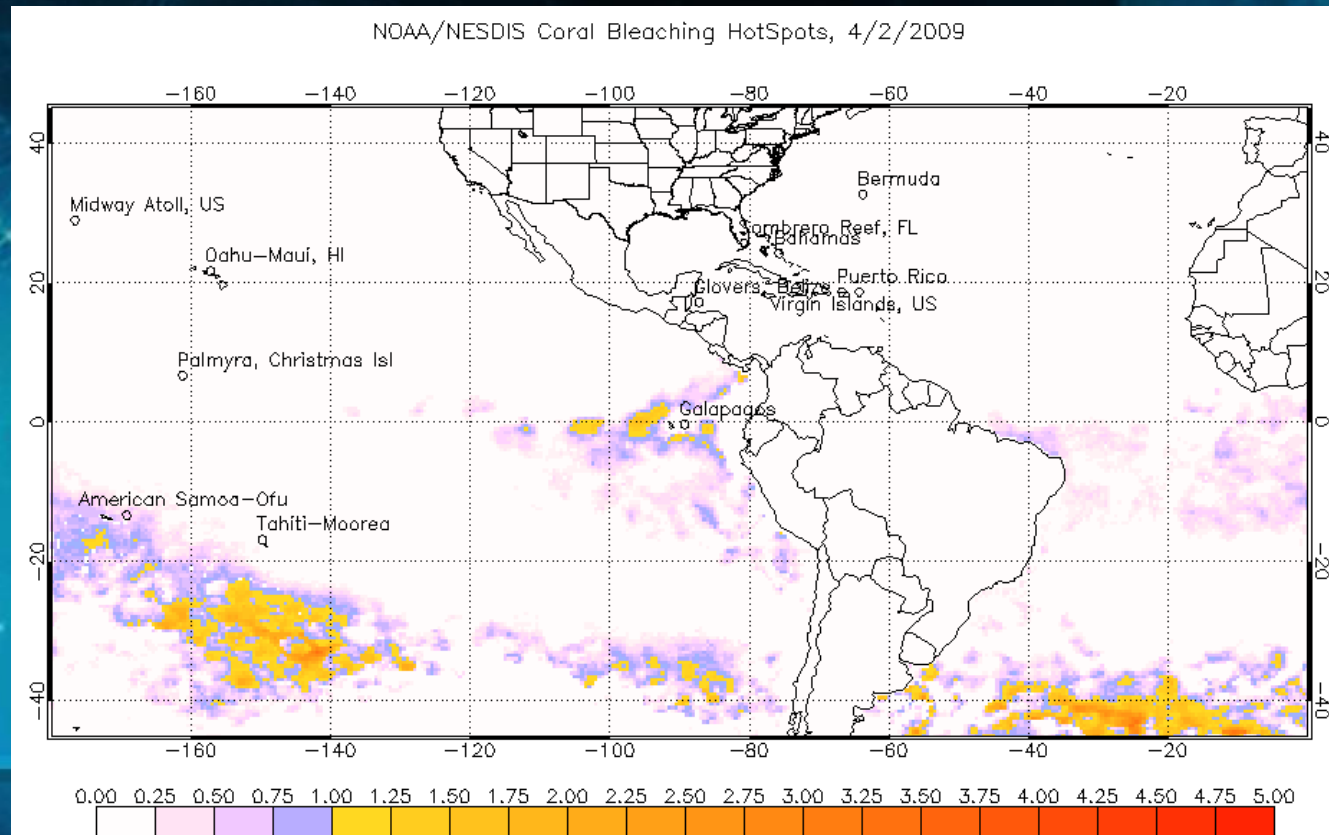 NOAA/NESDIS Coral Bleaching HotSpots, 4/2/2009
−160 −140 −120 −100 −80 −60 −40 −20
40 40
Bermuda
Midway Atoll, US
Sombrero Reef, FL
Bahamas
Oahu−Maui, HI
20 Glovers, Belize Puerto Rico 20
Virgin Islands, US
Palmyra, Christmas Isl
Galapagos
0 0
American Samoa−Ofu
Tahiti−Moorea
−20 −20
−40 −40
−160 −140 −120 −100 −80 −60 −40 −20
0.00 0.25 0.50 0.75 1.00 1.25 1.50 1.75 2.00 2.25 2.50 2.75 3.00 3.25 3.50 3.75 4.00 4.25 4.50 4.75 5.00